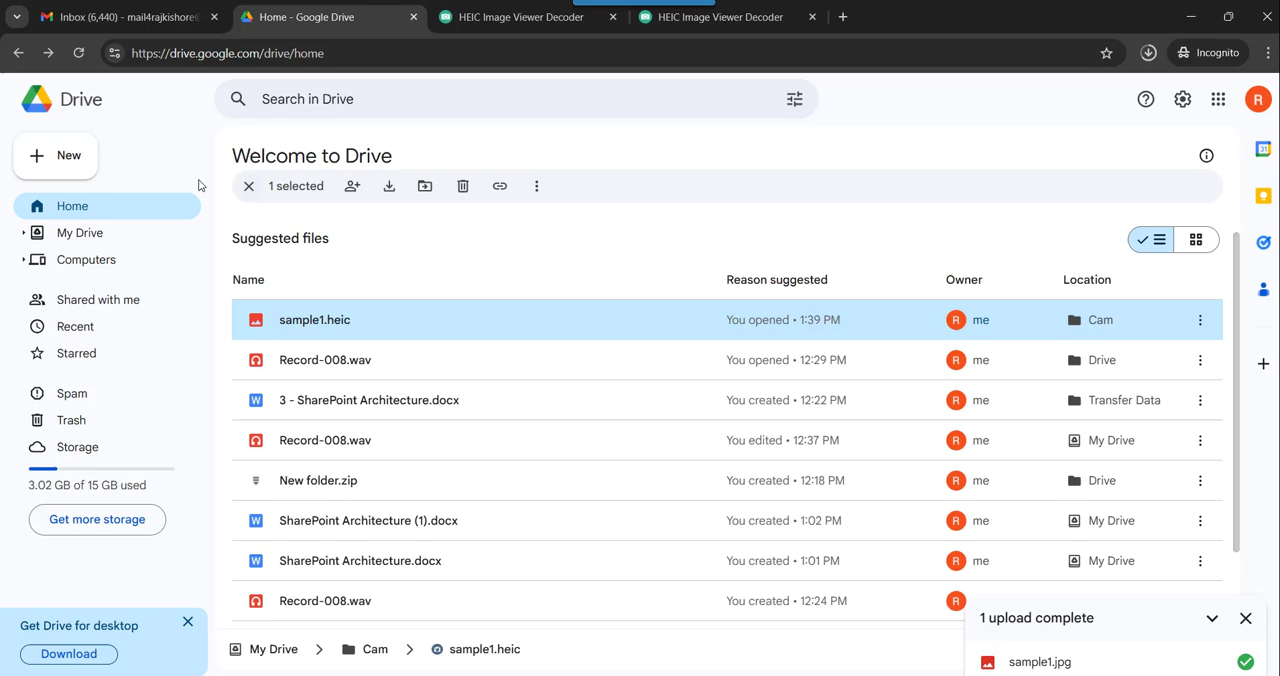 Inbox (6,440) - mail4rajkishore@
Home - Google Drive
HEIC Image Viewer Decoder
HEIC Image Viewer Decoder
https://drive.google.com/drive/home
Incognito
Drive
Search in Drive
R
New
Home
My Drive
Computers
Shared with me
Recent
Starred
Spam
Trash
Storage
3.02 GB of 15 GB used
Get more storage
Get Drive for desktop
Download
Welcome to Drive
1 selected
Suggested files
Name Reason suggested Owner Location
sample1.heic You opened • 1:39 PM R me Cam
Record-008.wav You opened • 12:29 PM R me Drive
W 3 - SharePoint Architecture.docx You created • 12:22 PM R me Transfer Data
Record-008.wav You edited • 12:37 PM R me My Drive
New folder.zip You created • 12:18 PM R me Drive
W SharePoint Architecture (1).docx You created • 1:02 PM R me My Drive
W SharePoint Architecture.docx You created • 1:01 PM R me My Drive
Record-008.wav You created • 12:24 PM R
My Drive > Cam > sample1.heic
1 upload complete
sample1.jpg
31